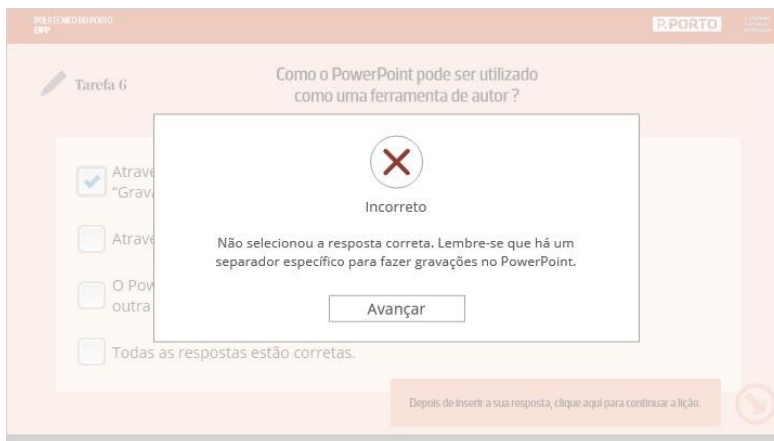 POLITÉCNICO DO PORTO
EIPP
P.PORTO
Tarefa 6
Como o PowerPoint pode ser utilizado
como uma ferramenta de autor ?
Atrave
"Grava
Atrave
O Pow
outra
Todas as respostas estão corretas.
Incorreto
Não selecionou a resposta correta. Lembre-se que há um
separador específico para fazer gravações no PowerPoint.
Avançar
Depois de inserir a sua resposta, clique aqui para continuar a lição.